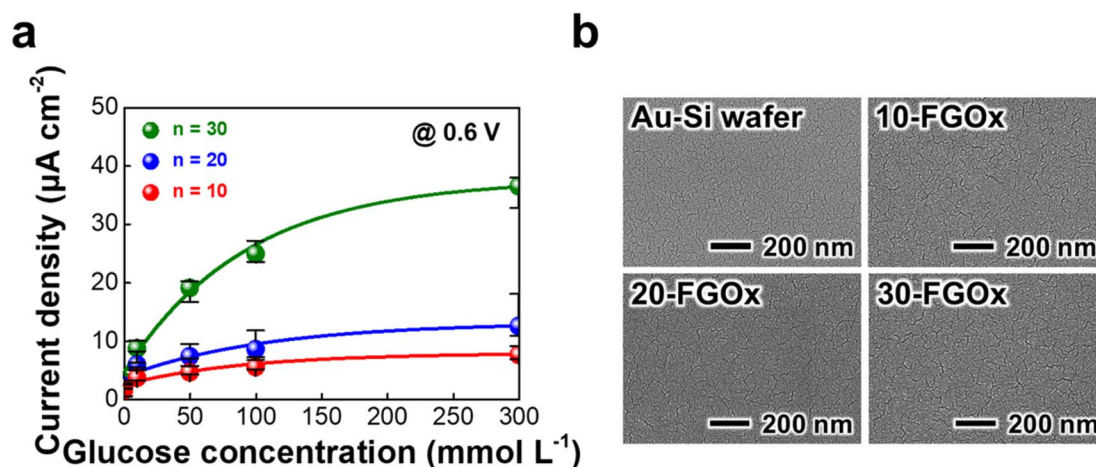 a
Current density (µA cm⁻²)
50
40
30
20
10
0
n = 30
n = 20
n = 10
@ 0.6 V
0 50 100 150 200 250 300
Glucose concentration (mmol L⁻¹)
b
Au-Si wafer
200 nm
10-FGOx
200 nm
20-FGOx
200 nm
30-FGOx
200 nm